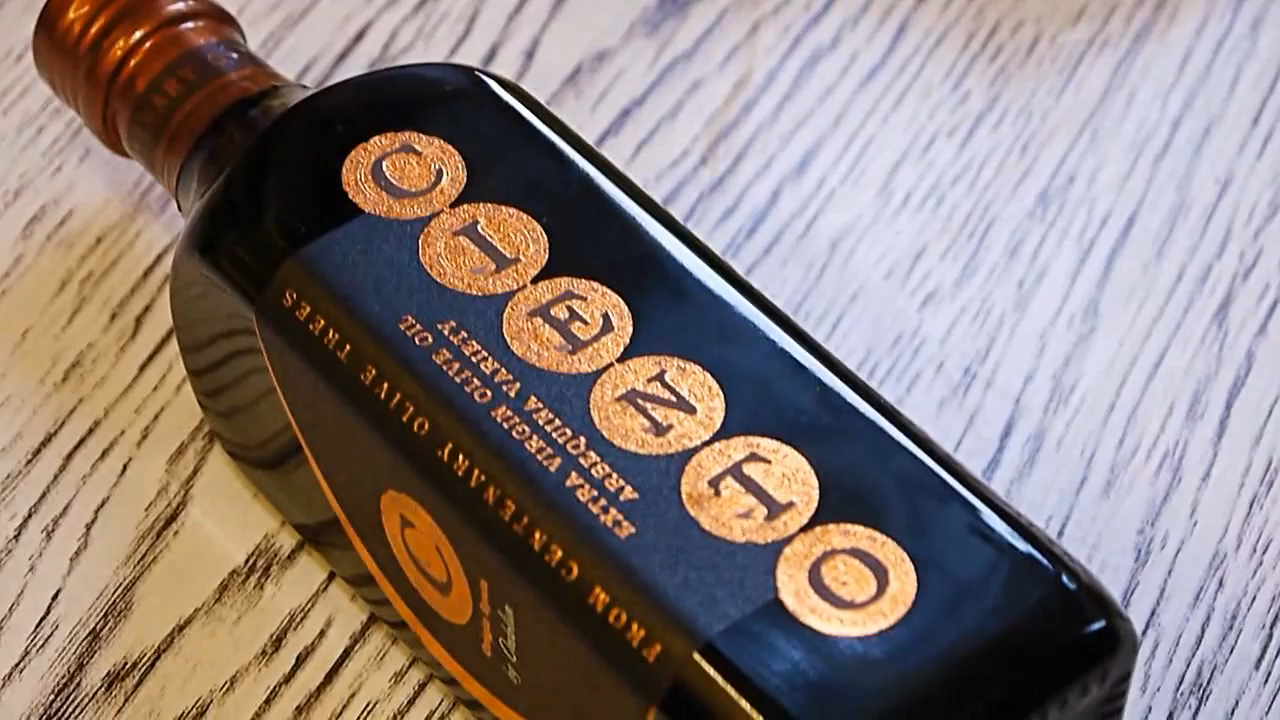 CIENTO
EXTRA VIRGIN OLIVE OIL
ARBEQUINA VARIETY
FROM CENTENARY OLIVE TREES
C